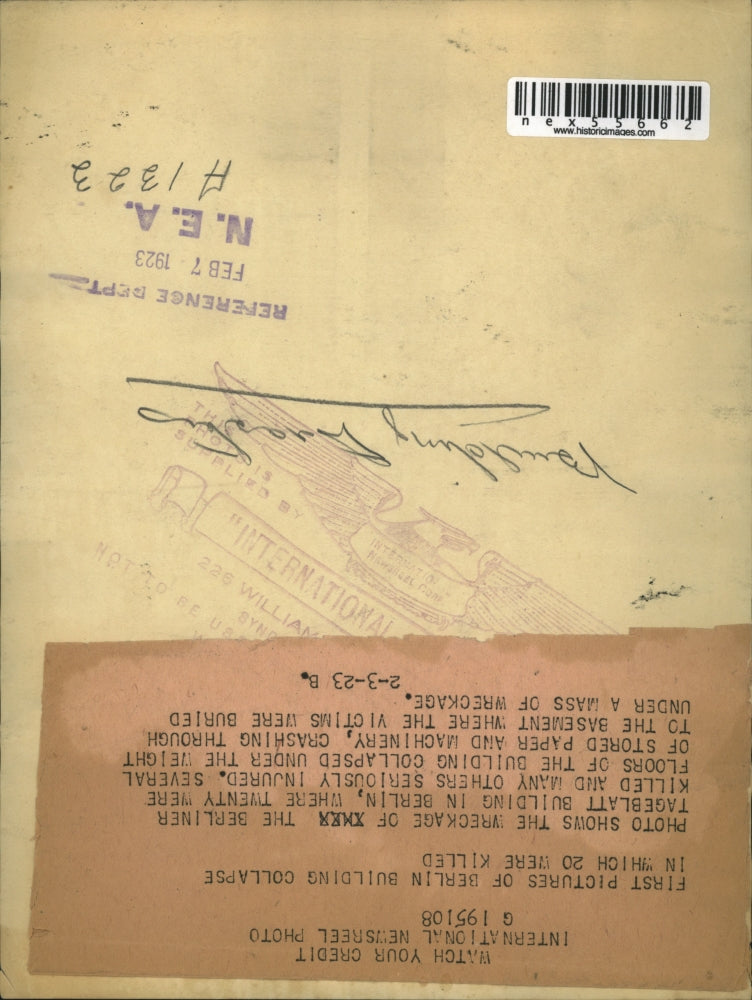 nex55662
www.historicimages.com
WATCH YOUR CREDIT
INTERNATIONAL NEWSREEL PHOTO
G 195108
FIRST PICTURES OF BERLIN BUILDING COLLAPSE
IN WHICH 20 WERE KILLED
PHOTO SHOWS THE WRECKAGE OF XXXX THE BERLINER
TAGEBLATT BUILDING IN BERLIN, WHERE TWENTY WERE
KILLED AND MANY OTHERS SERIOUSLY INJURED. SEVERAL
FLOORS OF THE BUILDING COLLAPSED UNDER THE WEIGHT
OF STORED PAPER AND MACHINERY, CRASHING THROUGH
TO THE BASEMENT WHERE THE VICTIMS WERE BURIED
UNDER A MASS OF WRECKAGE.
2-3-23 B.
THIS
PHOTO IS
SUPPLIED BY
"INTERNATIONAL
226 WILLIAM
NOT TO BE
Building
REFERENCE DEPT.
FEB 7 1923
N.E.A.
A 1323